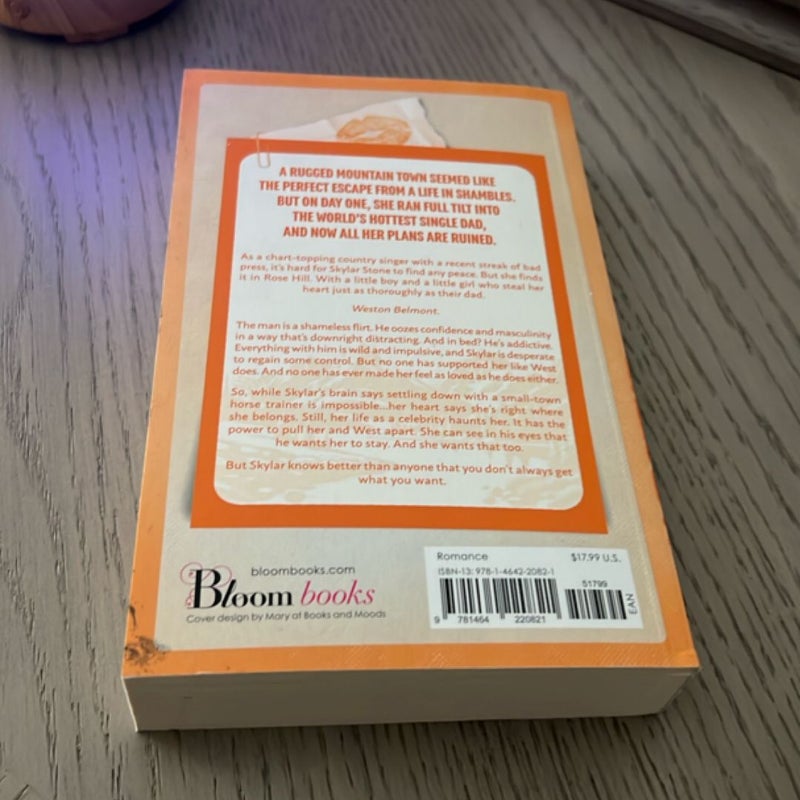 A RUGGED MOUNTAIN TOWN SEEMED LIKE
THE PERFECT ESCAPE FROM A LIFE IN SHAMBLES.
BUT ON DAY ONE, SHE RAN FULL TILT INTO
THE WORLD'S HOTTEST SINGLE DAD,
AND NOW ALL HER PLANS ARE RUINED.
As a chart-topping country singer with a recent streak of bad
press, it's hard for Skylar Stone to find any peace. But she finds
it in Rose Hill. With a little boy and a little girl who steal her
heart just as thoroughly as their dad.
Weston Belmont.
The man is a shameless flirt. He oozes confidence and masculinity
in a way that's downright distracting. And in bed? He's addictive.
Everything with him is wild and impulsive, and Skylar is desperate
to regain some control. But no one has supported her like West
does. And no one has ever made her feel as loved as he does either.
So, while Skylar's brain says settling down with a small-town
horse trainer is impossible...her heart says she's right where
she belongs. Still, her life as a celebrity haunts her. It has the
power to pull her and West apart. She can see in his eyes that
he wants her to stay. And she wants that too.
But Skylar knows better than anyone that you don't always get
what you want.
bloombooks.com
Bloom books
Cover design by Mary at Books and Moods
Romance $17.99 U.S.
ISBN-13: 978-1-4642-2082-1
51799
EAN
9 781464 220821